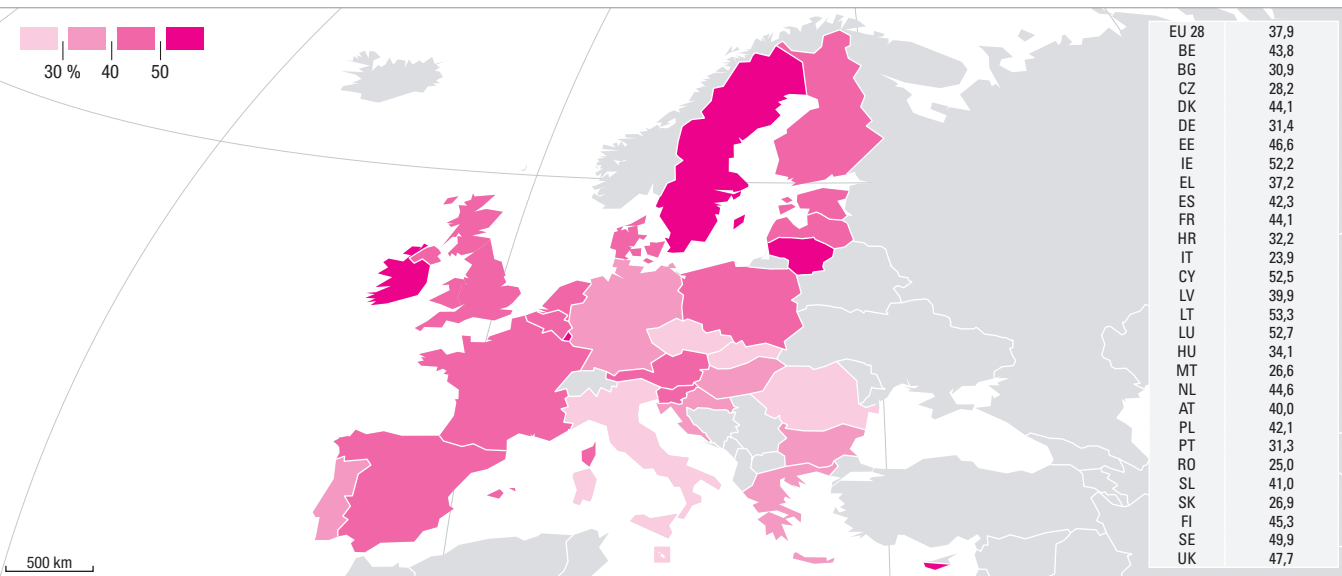 30 % 40 50
500 km
EU 28 37,9
BE 43,8
BG 30,9
CZ 28,2
DK 44,1
DE 31,4
EE 46,6
IE 52,2
EL 37,2
ES 42,3
FR 44,1
HR 32,2
IT 23,9
CY 52,5
LV 39,9
LT 53,3
LU 52,7
HU 34,1
MT 26,6
NL 44,6
AT 40,0
PL 42,1
PT 31,3
RO 25,0
SL 41,0
SK 26,9
FI 45,3
SE 49,9
UK 47,7